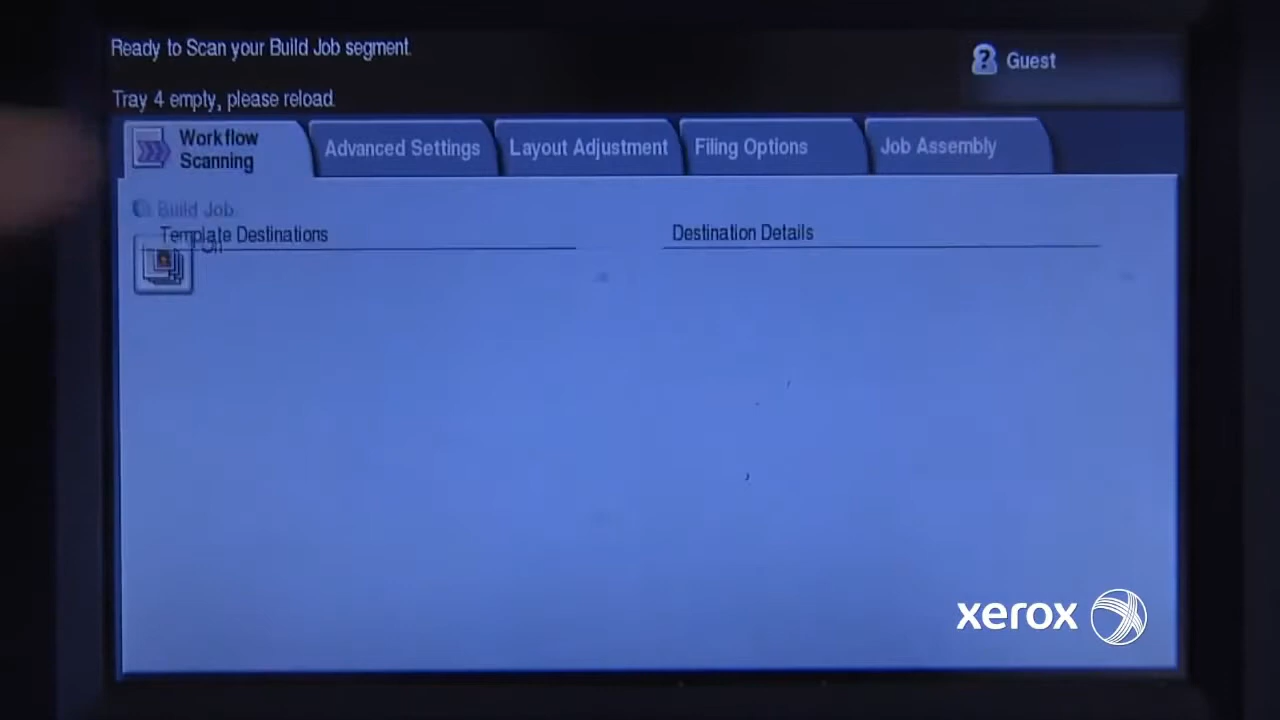 Ready to Scan your Build Job segment.
Guest
Tray 4 empty, please reload.
Workflow
Scanning
Advanced Settings
Layout Adjustment
Filing Options
Job Assembly
Build Job
Template Destinations
On
Destination Details
xerox